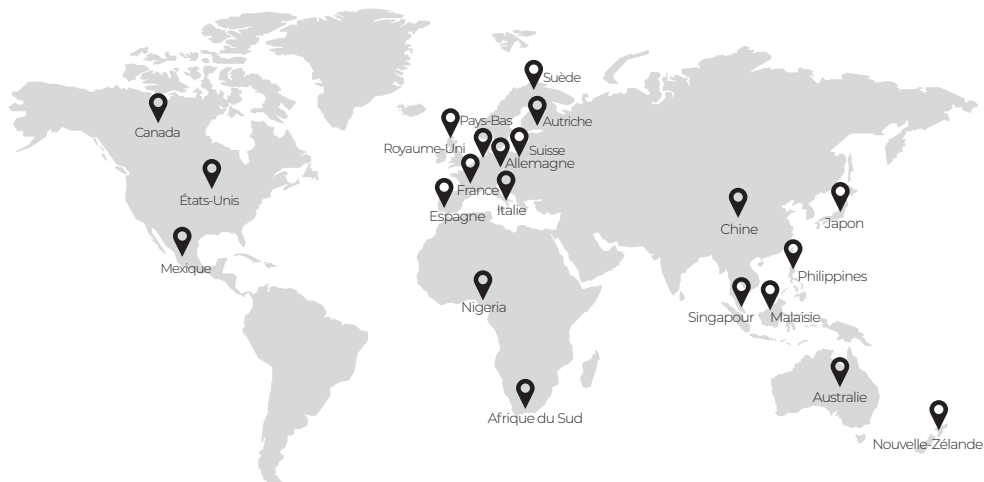 Suède
Pays-Bas
Autriche
Canada
Royaume-Uni
Suisse
Allemagne
France
États-Unis
Italie
Espagne
Japon
Chine
Mexique
Philippines
Nigeria
Singapour
Malaisie
Australie
Afrique du Sud
Nouvelle-Zélande